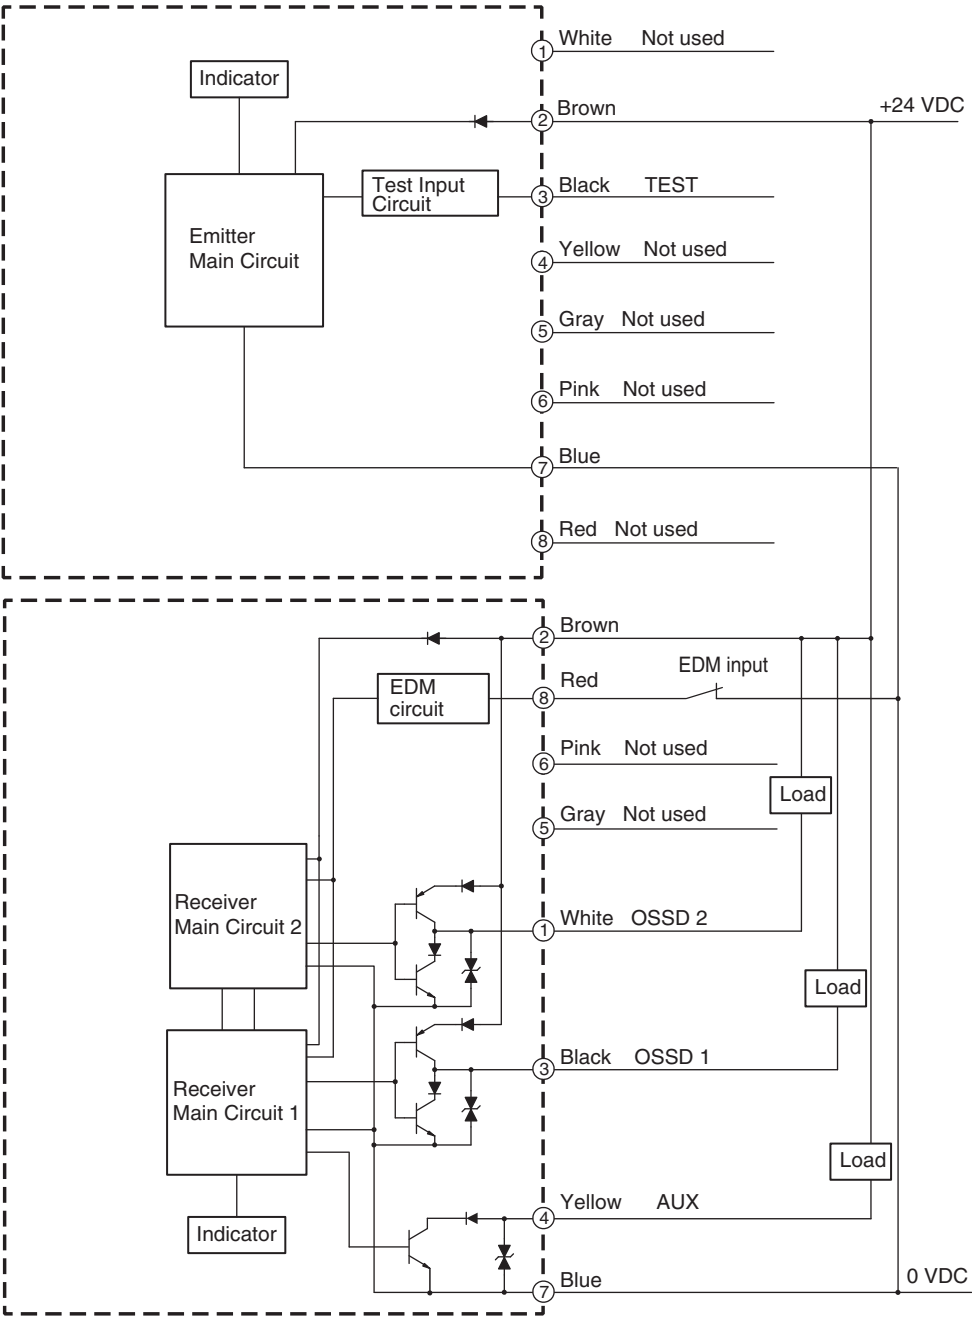 1 White Not used
Indicator
2 Brown +24 VDC
Test Input
Circuit
3 Black TEST
Emitter
Main Circuit
4 Yellow Not used
5 Gray Not used
6 Pink Not used
7 Blue
8 Red Not used
2 Brown
EDM input
EDM
circuit
8 Red
6 Pink Not used
Load
5 Gray Not used
Receiver
Main Circuit 2
1 White OSSD 2
Load
3 Black OSSD 1
Receiver
Main Circuit 1
Load
4 Yellow AUX
Indicator
7 Blue 0 VDC